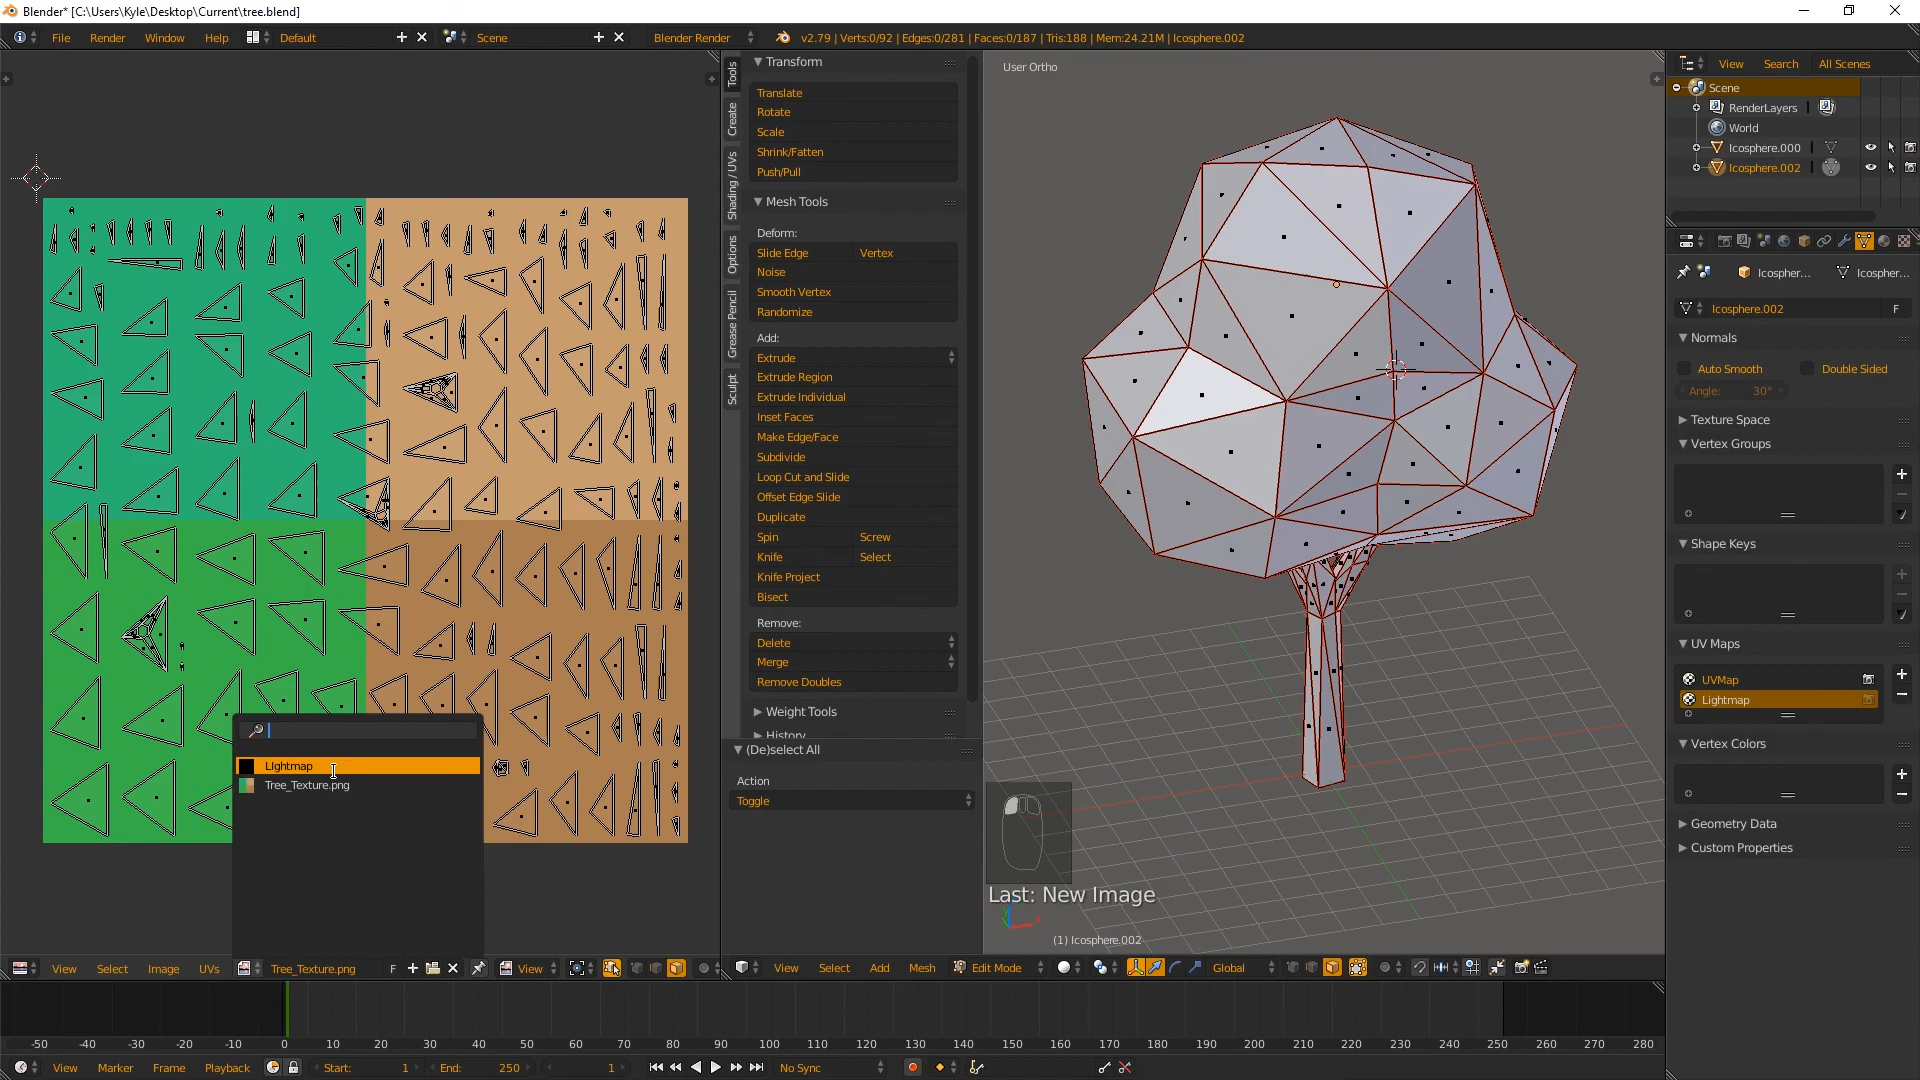 Blender* [C:\Users\Kyle\Desktop\Current\tree.blend]
File Render Window Help Default Scene Blender Render v2.79 | Verts:0/92 | Edges:0/281 | Faces:0/187 | Tris:188 | Mem:24.21M | Icosphere.002
Tools
Create
Shading / UVs
Options
Grease Pencil
Sculpt
Transform
Translate
Rotate
Scale
Shrink/Fatten
Push/Pull
Mesh Tools
Deform:
Slide Edge Vertex
Noise
Smooth Vertex
Randomize
Add:
Extrude
Extrude Region
Extrude Individual
Inset Faces
Make Edge/Face
Subdivide
Loop Cut and Slide
Offset Edge Slide
Duplicate
Spin Screw
Knife Select
Knife Project
Bisect
Remove:
Delete
Merge
Remove Doubles
Weight Tools
History
(De)select All
Action
Toggle
LIghtmap
Tree_Texture.png
User Ortho
Last: New Image
(1) Icosphere.002
View Search All Scenes
Scene
RenderLayers
World
Icosphere.000
Icosphere.002
Icospher... Icospher...
Icosphere.002 F
Normals
Auto Smooth Double Sided
Angle: 30°
Texture Space
Vertex Groups
Shape Keys
UV Maps
UVMap
Lightmap
Vertex Colors
Geometry Data
Custom Properties
View Select Image UVs Tree_Texture.png F View
View Select Add Mesh Edit Mode Global
-50 -40 -30 -20 -10 0 10 20 30 40 50 60 70 80 90 100 110 120 130 140 150 160 170 180 190 200 210 220 230 240 250 260 270 280
View Marker Frame Playback Start: 1 End: 250 1 No Sync